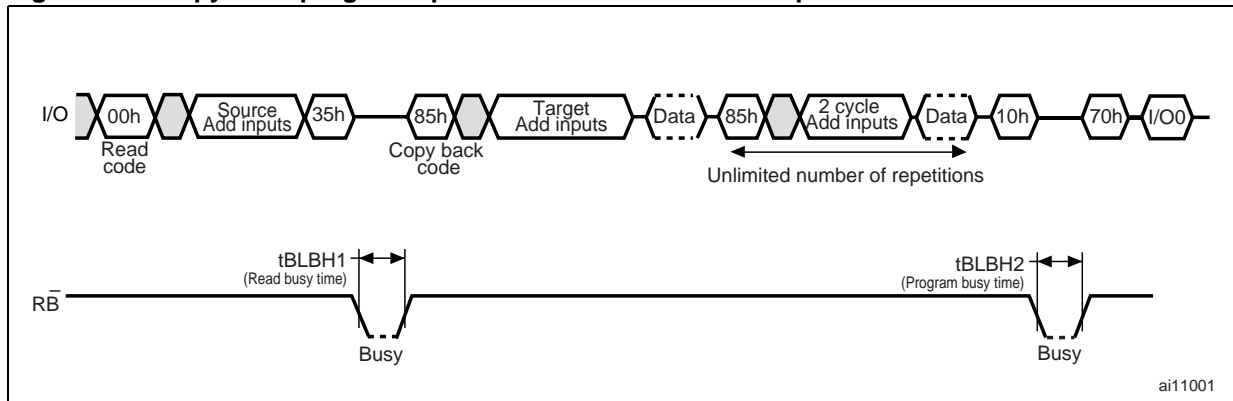 I/O
00h
Source
Add inputs
35h
85h
Target
Add inputs
Data
85h
2 cycle
Add inputs
Data
10h
70h
I/O0
Read
code
Copy back
code
Unlimited number of repetitions
tBLBH1
(Read busy time)
tBLBH2
(Program busy time)
RB
Busy
Busy
ai11001